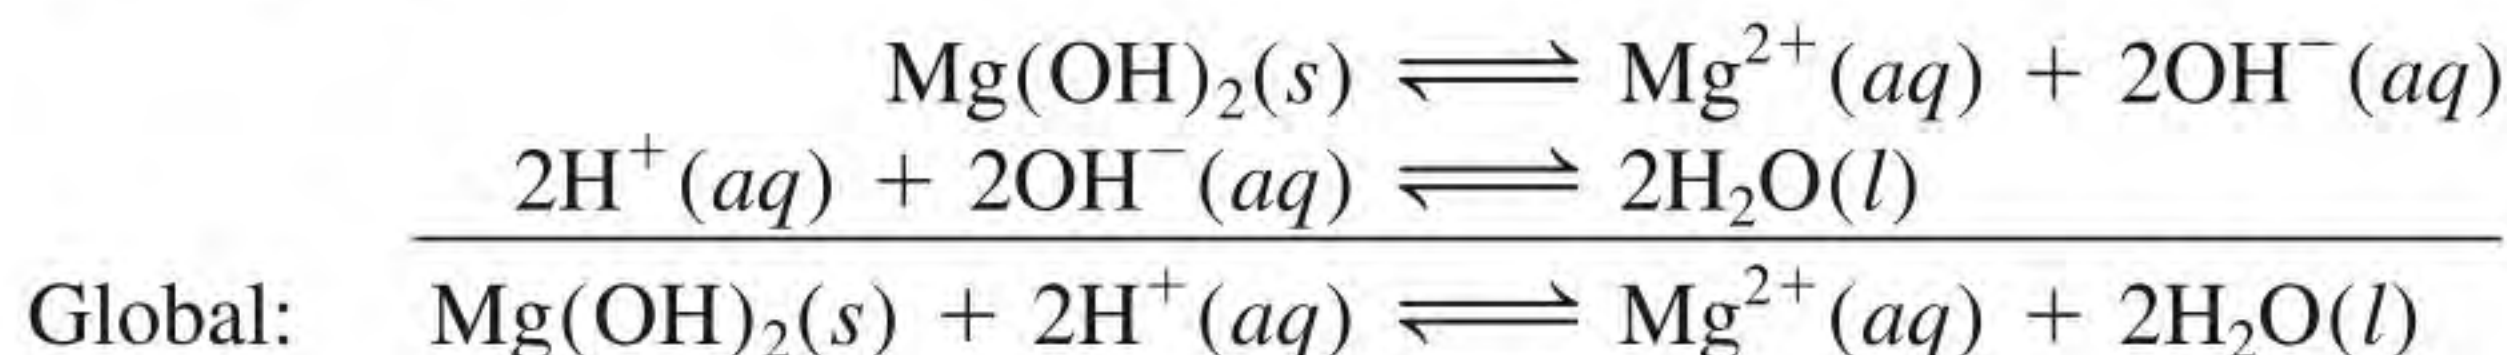 Mg(OH)₂(s) ⇌ Mg²⁺(aq) + 2OH⁻(aq)
2H⁺(aq) + 2OH⁻(aq) ⇌ 2H₂O(l)
Global: Mg(OH)₂(s) + 2H⁺(aq) ⇌ Mg²⁺(aq) + 2H₂O(l)